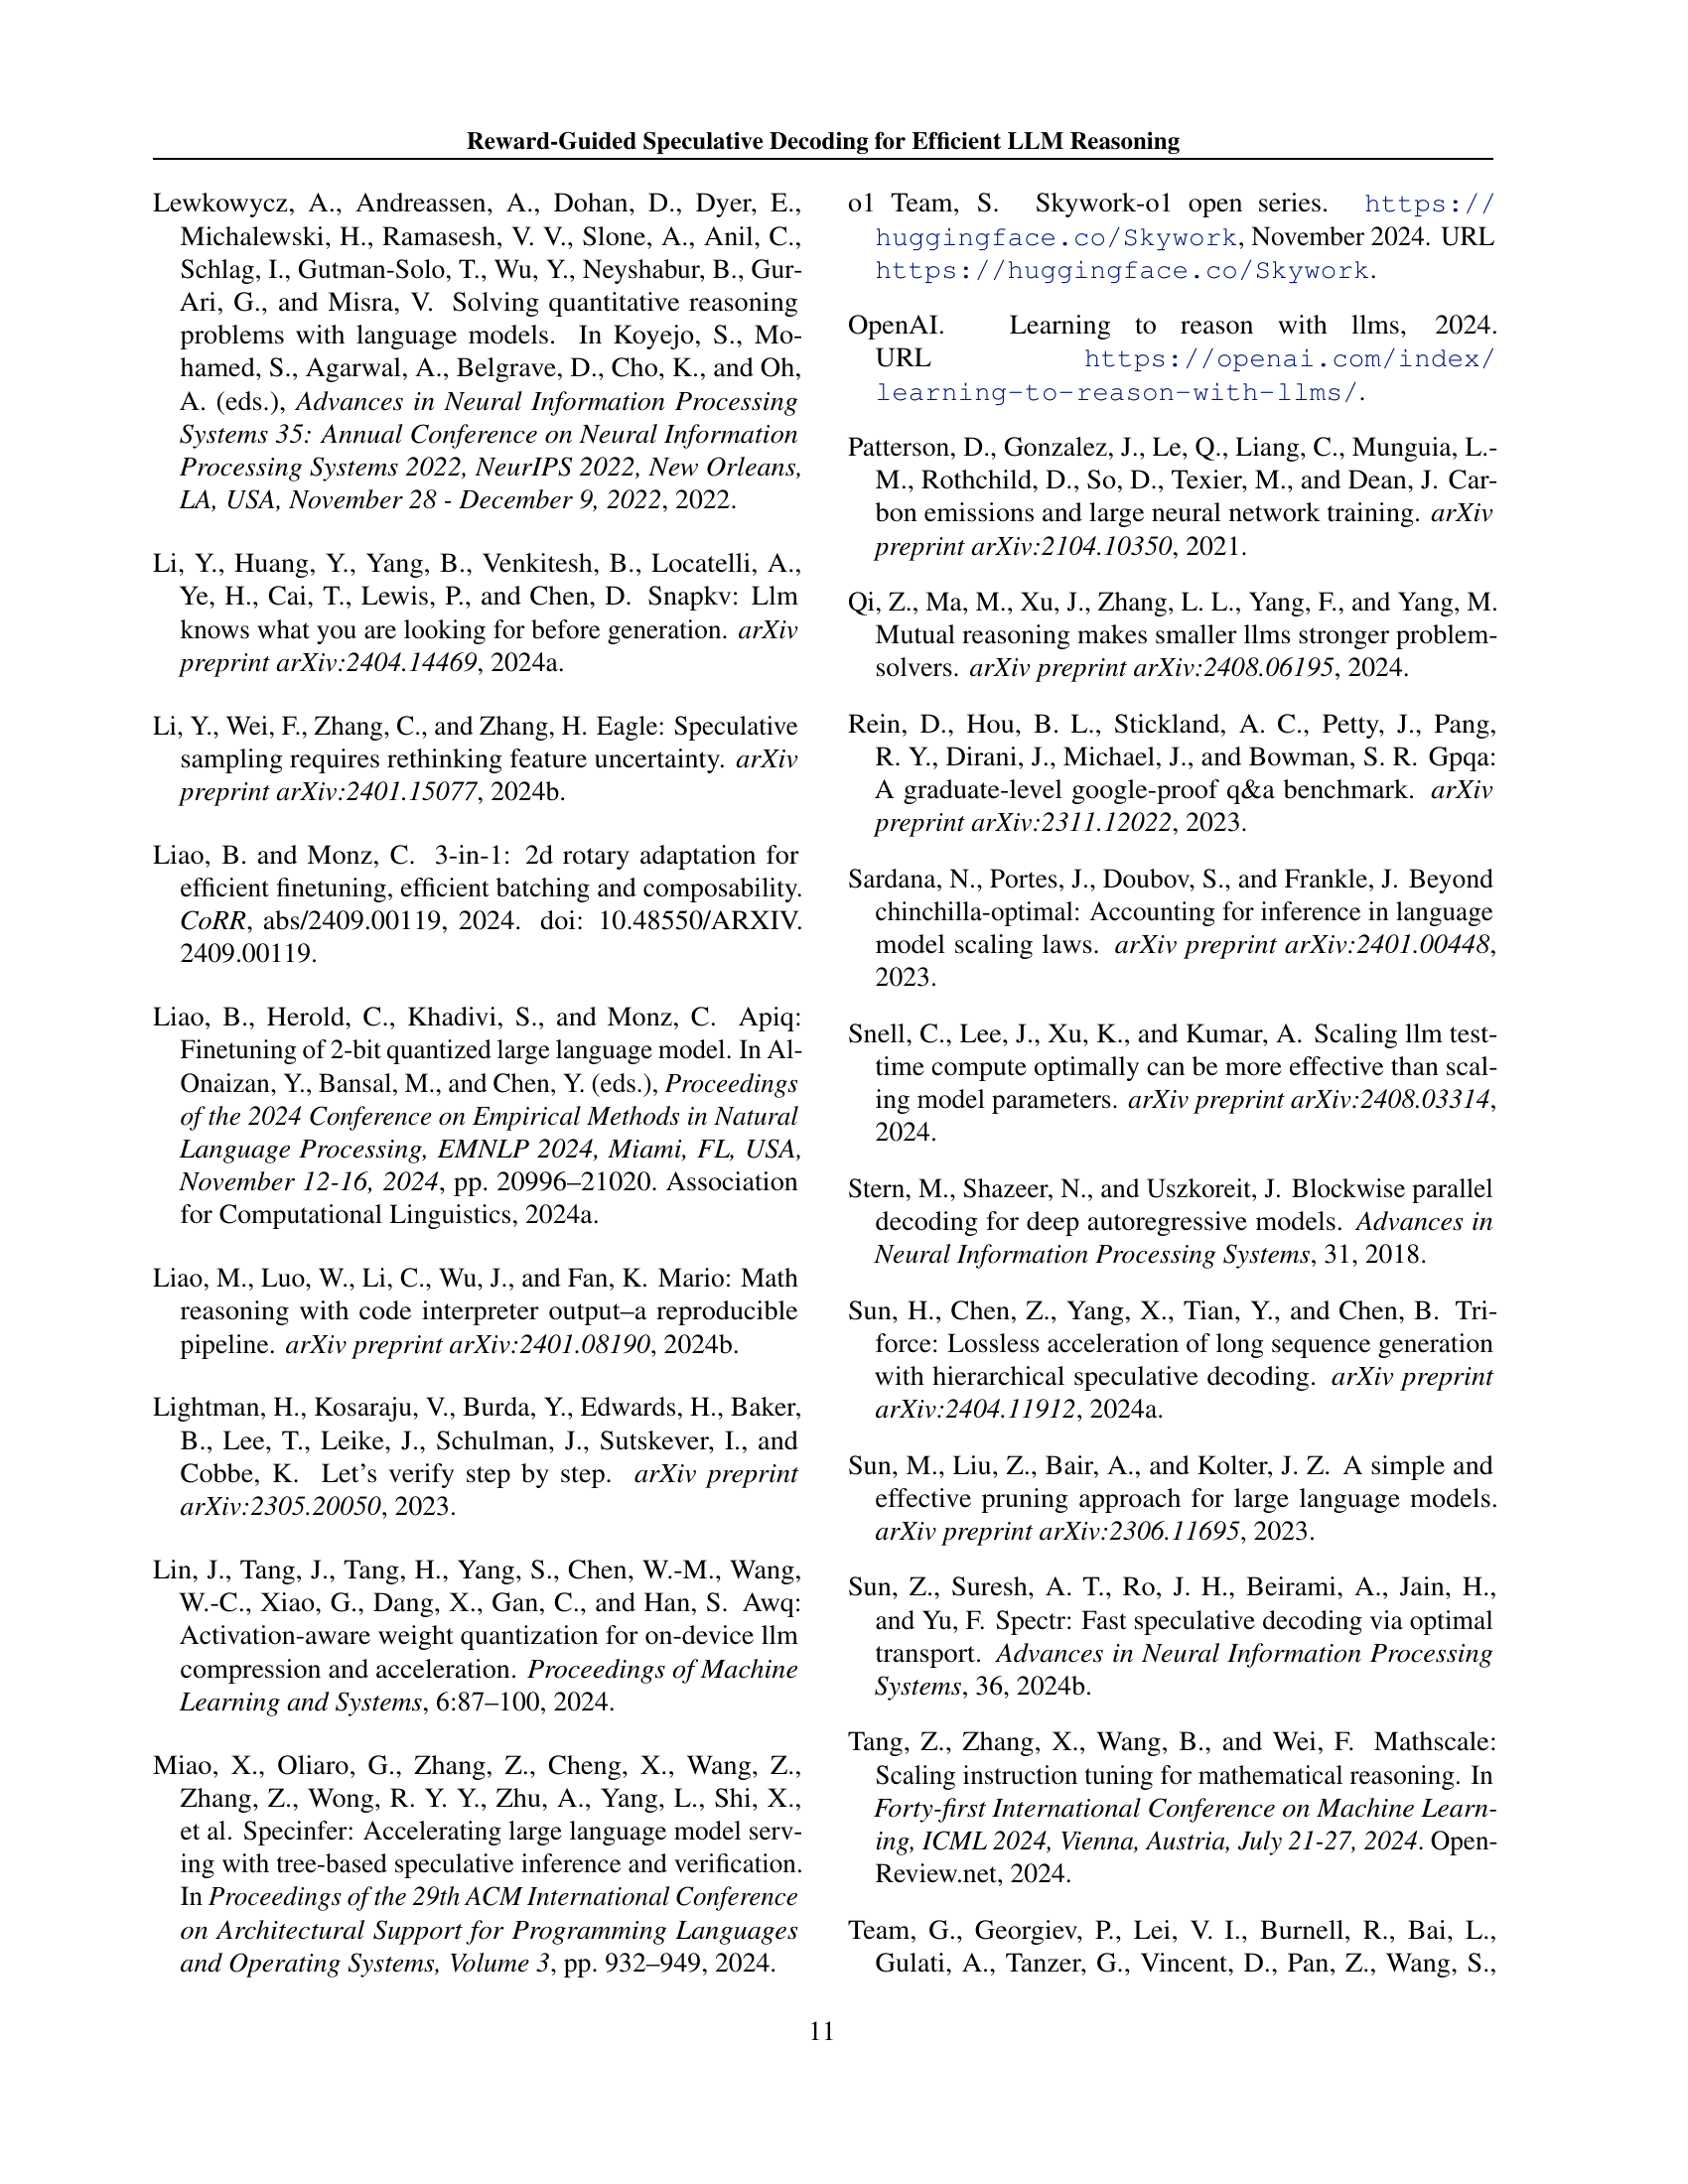 Reward-Guided Speculative Decoding for Efficient LLM Reasoning
Lewkowycz, A., Andreassen, A., Dohan, D., Dyer, E.,
Michalewski, H., Ramasesh, V. V., Slone, A., Anil, C.,
Schlag, I., Gutman-Solo, T., Wu, Y., Neyshabur, B., Gur-
Ari, G., and Misra, V. Solving quantitative reasoning
problems with language models. In Koyejo, S., Mo-
hamed, S., Agarwal, A., Belgrave, D., Cho, K., and Oh,
A. (eds.), Advances in Neural Information Processing
Systems 35: Annual Conference on Neural Information
Processing Systems 2022, NeurIPS 2022, New Orleans,
LA, USA, November 28 - December 9, 2022, 2022.
Li, Y., Huang, Y., Yang, B., Venkitesh, B., Locatelli, A.,
Ye, H., Cai, T., Lewis, P., and Chen, D. Snapkv: Llm
knows what you are looking for before generation. arXiv
preprint arXiv:2404.14469, 2024a.
Li, Y., Wei, F., Zhang, C., and Zhang, H. Eagle: Speculative
sampling requires rethinking feature uncertainty. arXiv
preprint arXiv:2401.15077, 2024b.
Liao, B. and Monz, C. 3-in-1: 2d rotary adaptation for
efficient finetuning, efficient batching and composability.
CoRR, abs/2409.00119, 2024. doi: 10.48550/ARXIV.
2409.00119.
Liao, B., Herold, C., Khadivi, S., and Monz, C. Apiq:
Finetuning of 2-bit quantized large language model. In Al-
Onaizan, Y., Bansal, M., and Chen, Y. (eds.), Proceedings
of the 2024 Conference on Empirical Methods in Natural
Language Processing, EMNLP 2024, Miami, FL, USA,
November 12-16, 2024, pp. 20996–21020. Association
for Computational Linguistics, 2024a.
Liao, M., Luo, W., Li, C., Wu, J., and Fan, K. Mario: Math
reasoning with code interpreter output–a reproducible
pipeline. arXiv preprint arXiv:2401.08190, 2024b.
Lightman, H., Kosaraju, V., Burda, Y., Edwards, H., Baker,
B., Lee, T., Leike, J., Schulman, J., Sutskever, I., and
Cobbe, K. Let's verify step by step. arXiv preprint
arXiv:2305.20050, 2023.
Lin, J., Tang, J., Tang, H., Yang, S., Chen, W.-M., Wang,
W.-C., Xiao, G., Dang, X., Gan, C., and Han, S. Awq:
Activation-aware weight quantization for on-device llm
compression and acceleration. Proceedings of Machine
Learning and Systems, 6:87–100, 2024.
Miao, X., Oliaro, G., Zhang, Z., Cheng, X., Wang, Z.,
Zhang, Z., Wong, R. Y. Y., Zhu, A., Yang, L., Shi, X.,
et al. Specinfer: Accelerating large language model serv-
ing with tree-based speculative inference and verification.
In Proceedings of the 29th ACM International Conference
on Architectural Support for Programming Languages
and Operating Systems, Volume 3, pp. 932–949, 2024.
o1 Team, S. Skywork-o1 open series. https://
huggingface.co/Skywork, November 2024. URL
https://huggingface.co/Skywork.
OpenAI. Learning to reason with llms, 2024.
URL https://openai.com/index/
learning-to-reason-with-llms/.
Patterson, D., Gonzalez, J., Le, Q., Liang, C., Munguia, L.-
M., Rothchild, D., So, D., Texier, M., and Dean, J. Car-
bon emissions and large neural network training. arXiv
preprint arXiv:2104.10350, 2021.
Qi, Z., Ma, M., Xu, J., Zhang, L. L., Yang, F., and Yang, M.
Mutual reasoning makes smaller llms stronger problem-
solvers. arXiv preprint arXiv:2408.06195, 2024.
Rein, D., Hou, B. L., Stickland, A. C., Petty, J., Pang,
R. Y., Dirani, J., Michael, J., and Bowman, S. R. Gpqa:
A graduate-level google-proof q&a benchmark. arXiv
preprint arXiv:2311.12022, 2023.
Sardana, N., Portes, J., Doubov, S., and Frankle, J. Beyond
chinchilla-optimal: Accounting for inference in language
model scaling laws. arXiv preprint arXiv:2401.00448,
2023.
Snell, C., Lee, J., Xu, K., and Kumar, A. Scaling llm test-
time compute optimally can be more effective than scal-
ing model parameters. arXiv preprint arXiv:2408.03314,
2024.
Stern, M., Shazeer, N., and Uszkoreit, J. Blockwise parallel
decoding for deep autoregressive models. Advances in
Neural Information Processing Systems, 31, 2018.
Sun, H., Chen, Z., Yang, X., Tian, Y., and Chen, B. Tri-
force: Lossless acceleration of long sequence generation
with hierarchical speculative decoding. arXiv preprint
arXiv:2404.11912, 2024a.
Sun, M., Liu, Z., Bair, A., and Kolter, J. Z. A simple and
effective pruning approach for large language models.
arXiv preprint arXiv:2306.11695, 2023.
Sun, Z., Suresh, A. T., Ro, J. H., Beirami, A., Jain, H.,
and Yu, F. Spectr: Fast speculative decoding via optimal
transport. Advances in Neural Information Processing
Systems, 36, 2024b.
Tang, Z., Zhang, X., Wang, B., and Wei, F. Mathscale:
Scaling instruction tuning for mathematical reasoning. In
Forty-first International Conference on Machine Learn-
ing, ICML 2024, Vienna, Austria, July 21-27, 2024. Open-
Review.net, 2024.
Team, G., Georgiev, P., Lei, V. I., Burnell, R., Bai, L.,
Gulati, A., Tanzer, G., Vincent, D., Pan, Z., Wang, S.,
11